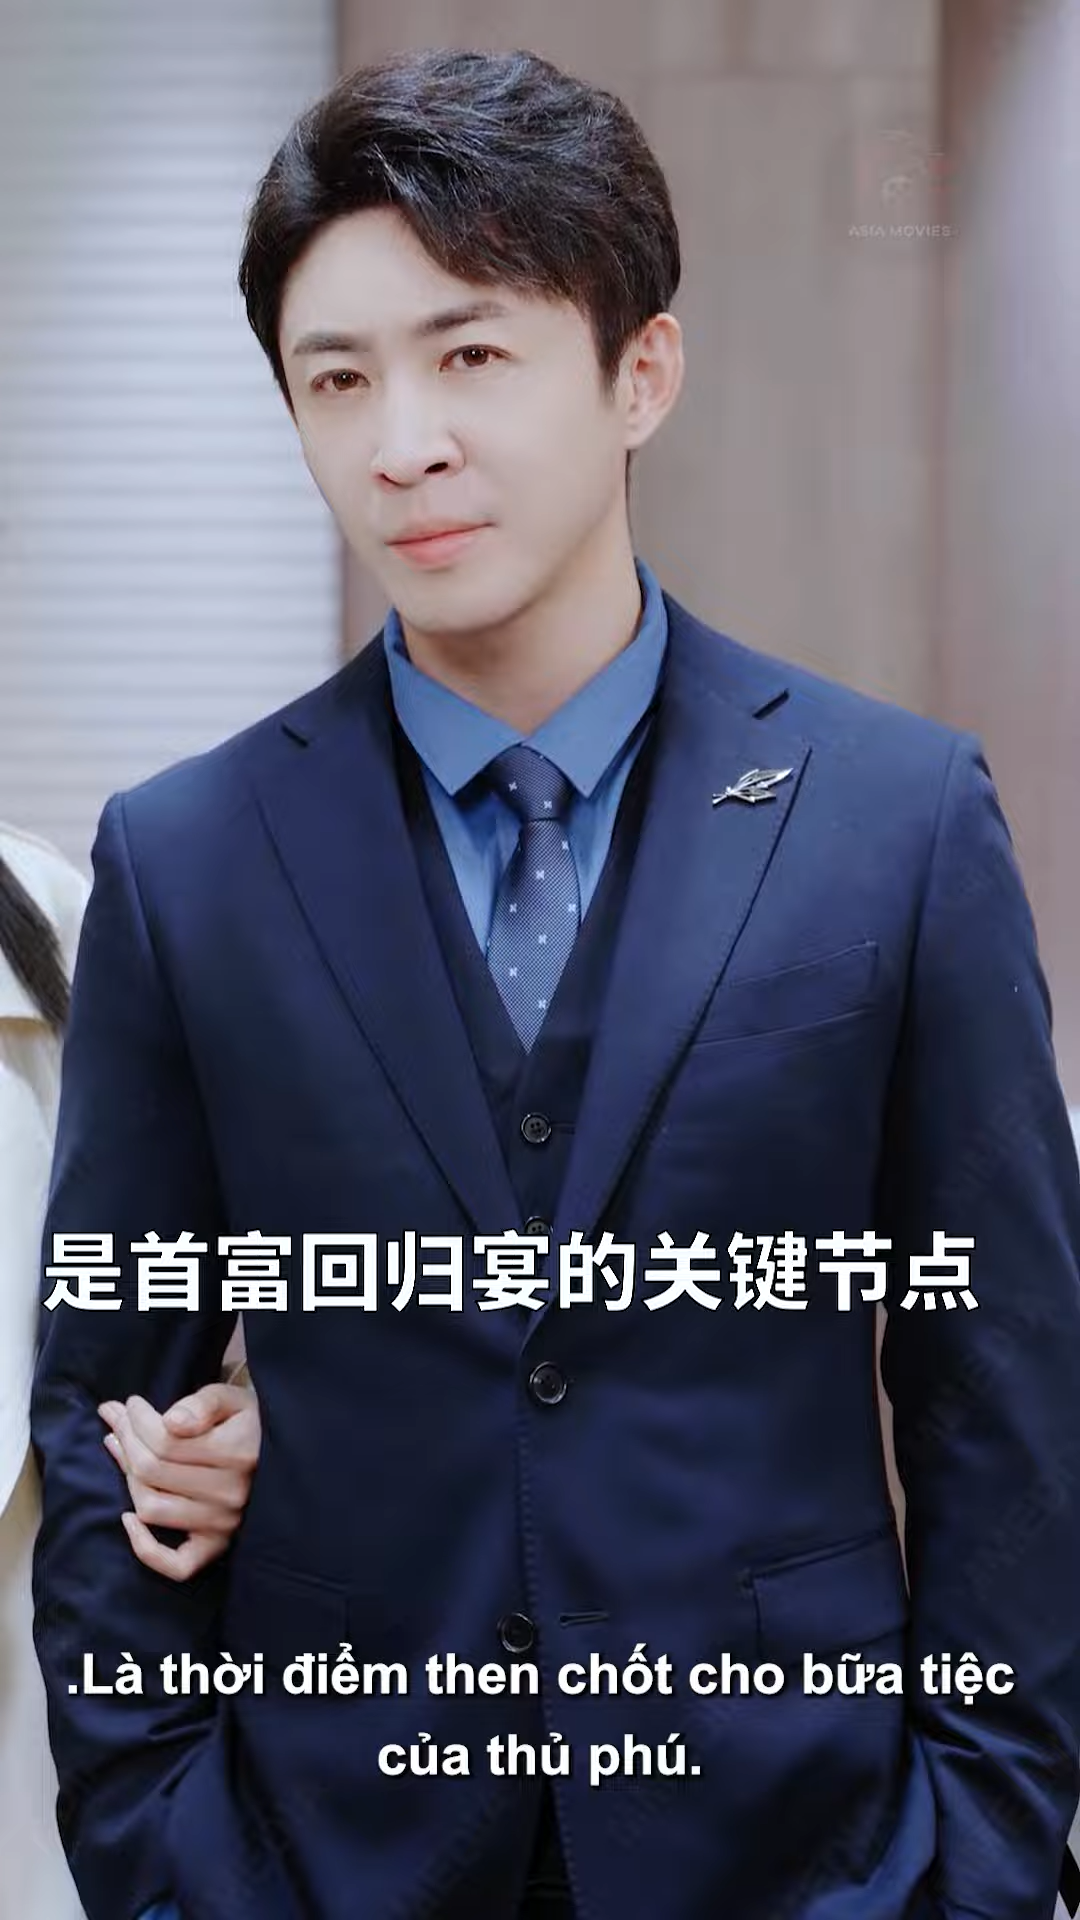 ASIA MOVIES
是首富回归宴的关键节点
.Là thời điểm then chốt cho bữa tiệc
của thủ phú.